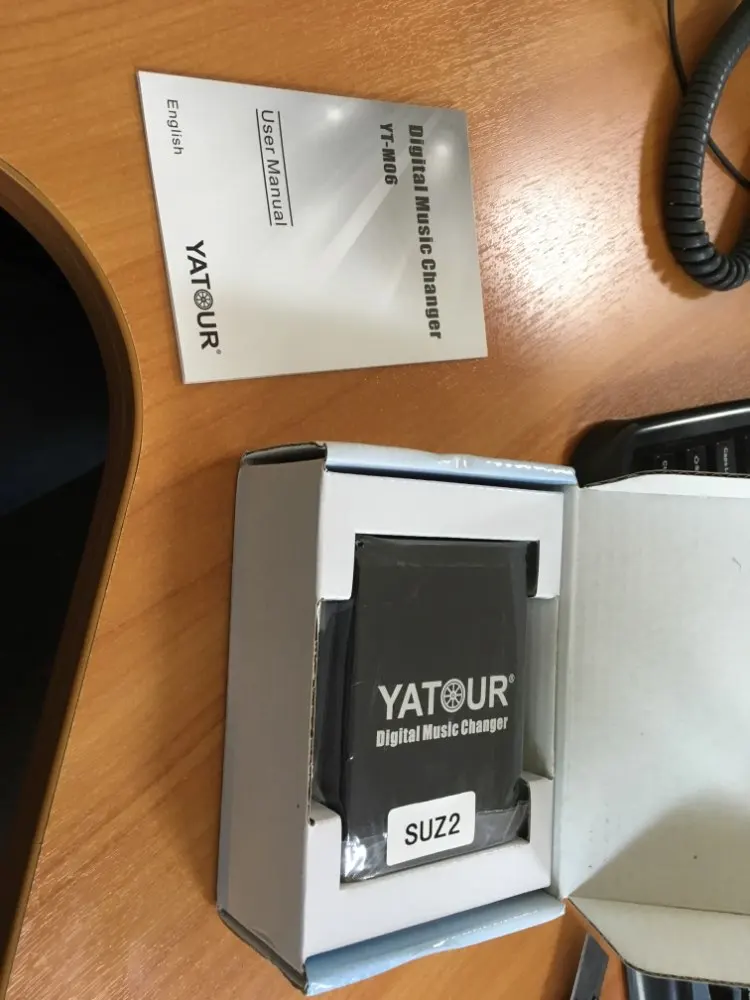 Digital Music Changer
YT-M06
User Manual
English
YATOUR®
YATOUR®
Digital Music Changer
SUZ2